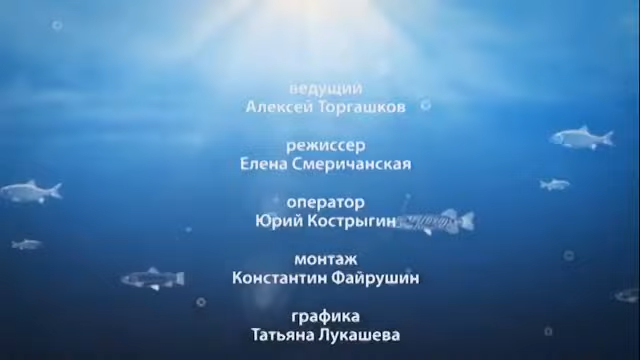 ведущий
Алексей Торгашков
режиссер
Елена Смеричанская
оператор
Юрий Кострыгин
монтаж
Константин Файрушин
графика
Татьяна Лукашева